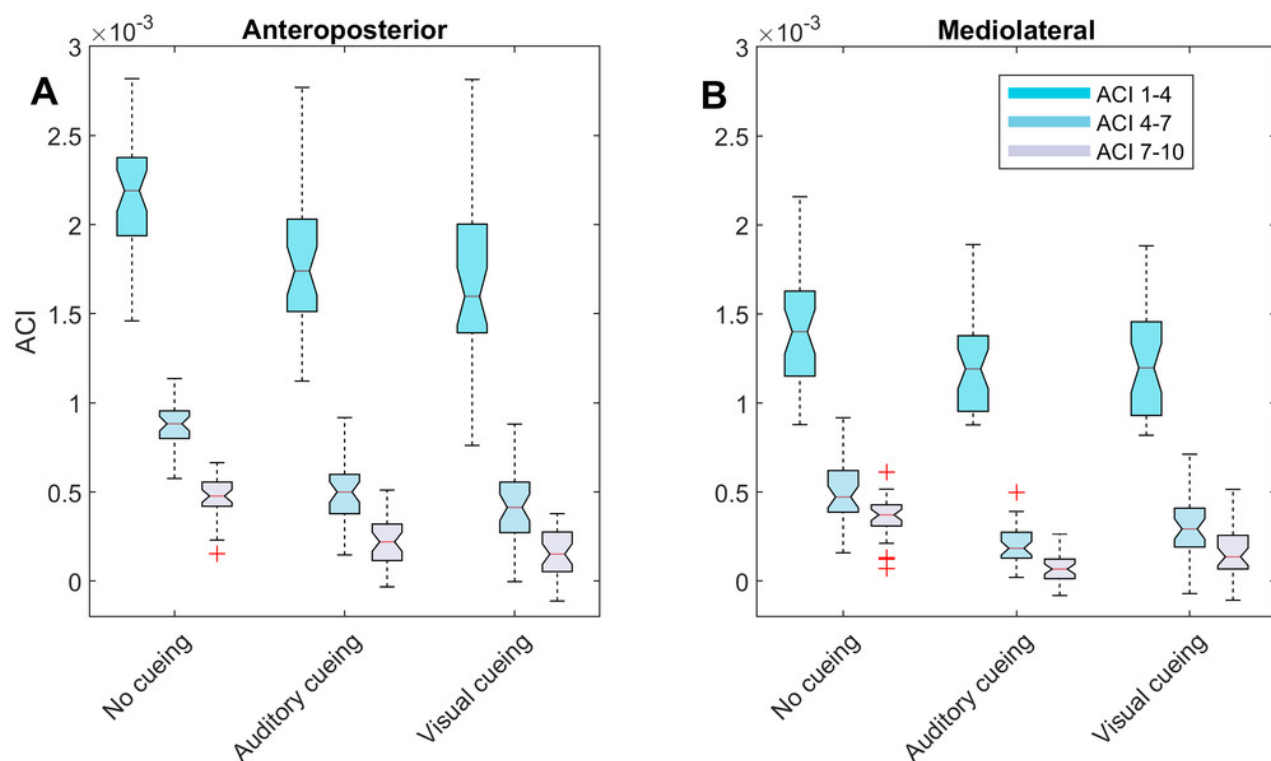 ×10⁻³
Anteroposterior
A
3
2.5
2
1.5
1
0.5
0
ACI
No cueing
Auditory cueing
Visual cueing
×10⁻³
Mediolateral
B
3
2.5
2
1.5
1
0.5
0
ACI 1-4
ACI 4-7
ACI 7-10
No cueing
Auditory cueing
Visual cueing